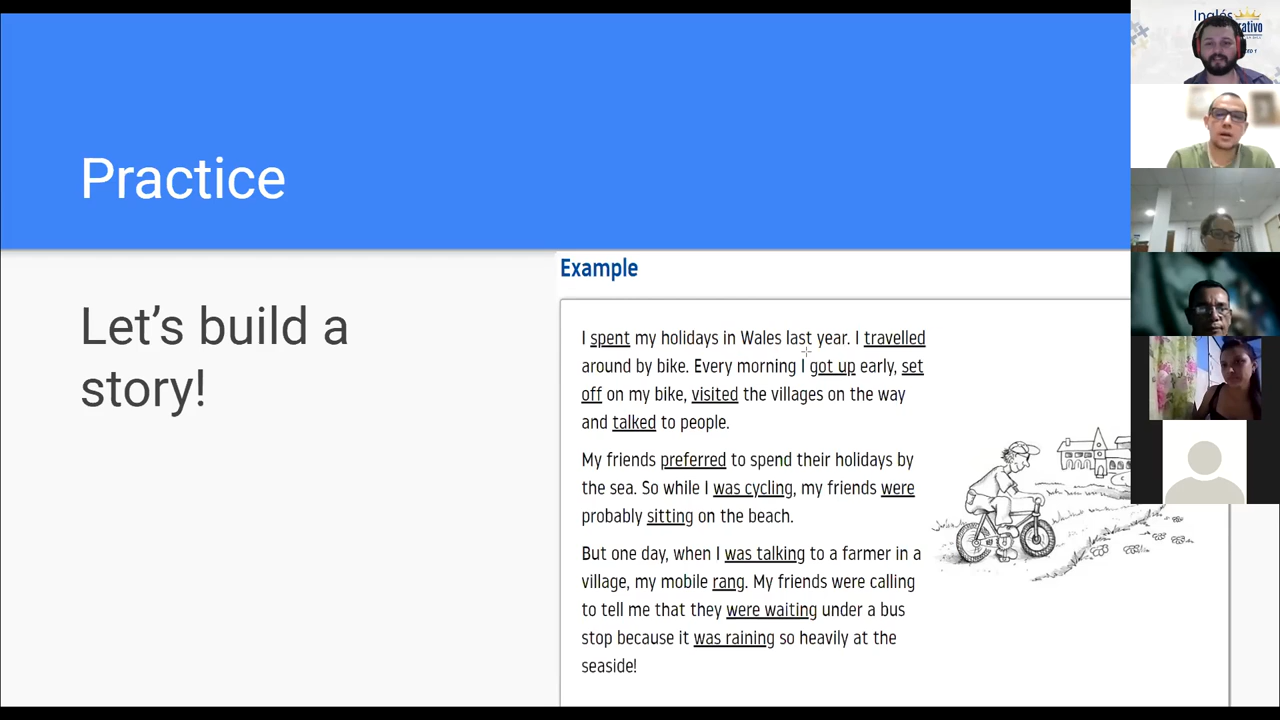 Practice
Let's build a
story!
Example
I spent my holidays in Wales last year. I travelled
around by bike. Every morning I got up early, set
off on my bike, visited the villages on the way
and talked to people.
My friends preferred to spend their holidays by
the sea. So while I was cycling, my friends were
probably sitting on the beach.
But one day, when I was talking to a farmer in a
village, my mobile rang. My friends were calling
to tell me that they were waiting under a bus
stop because it was raining so heavily at the
seaside!
Inglés